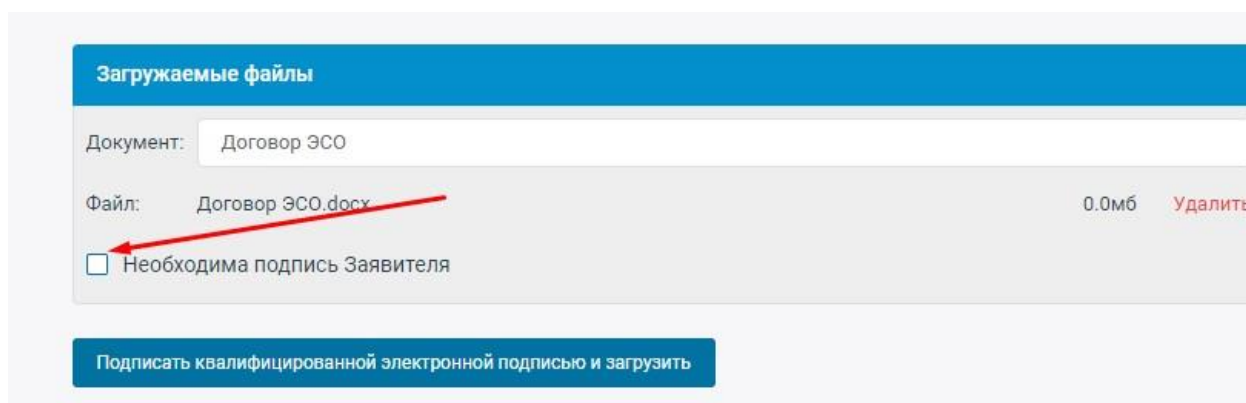 Загружаемые файлы
Документ: Договор ЭСО
Файл: Договор ЭСО.docx 0.0мб Удалить
Необходима подпись Заявителя
Подписать квалифицированной электронной подписью и загрузить